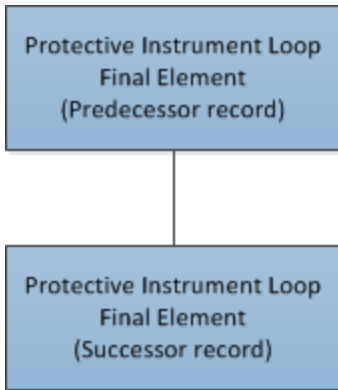 Protective Instrument Loop
Final Element
(Predecessor record)
Protective Instrument Loop
Final Element
(Successor record)